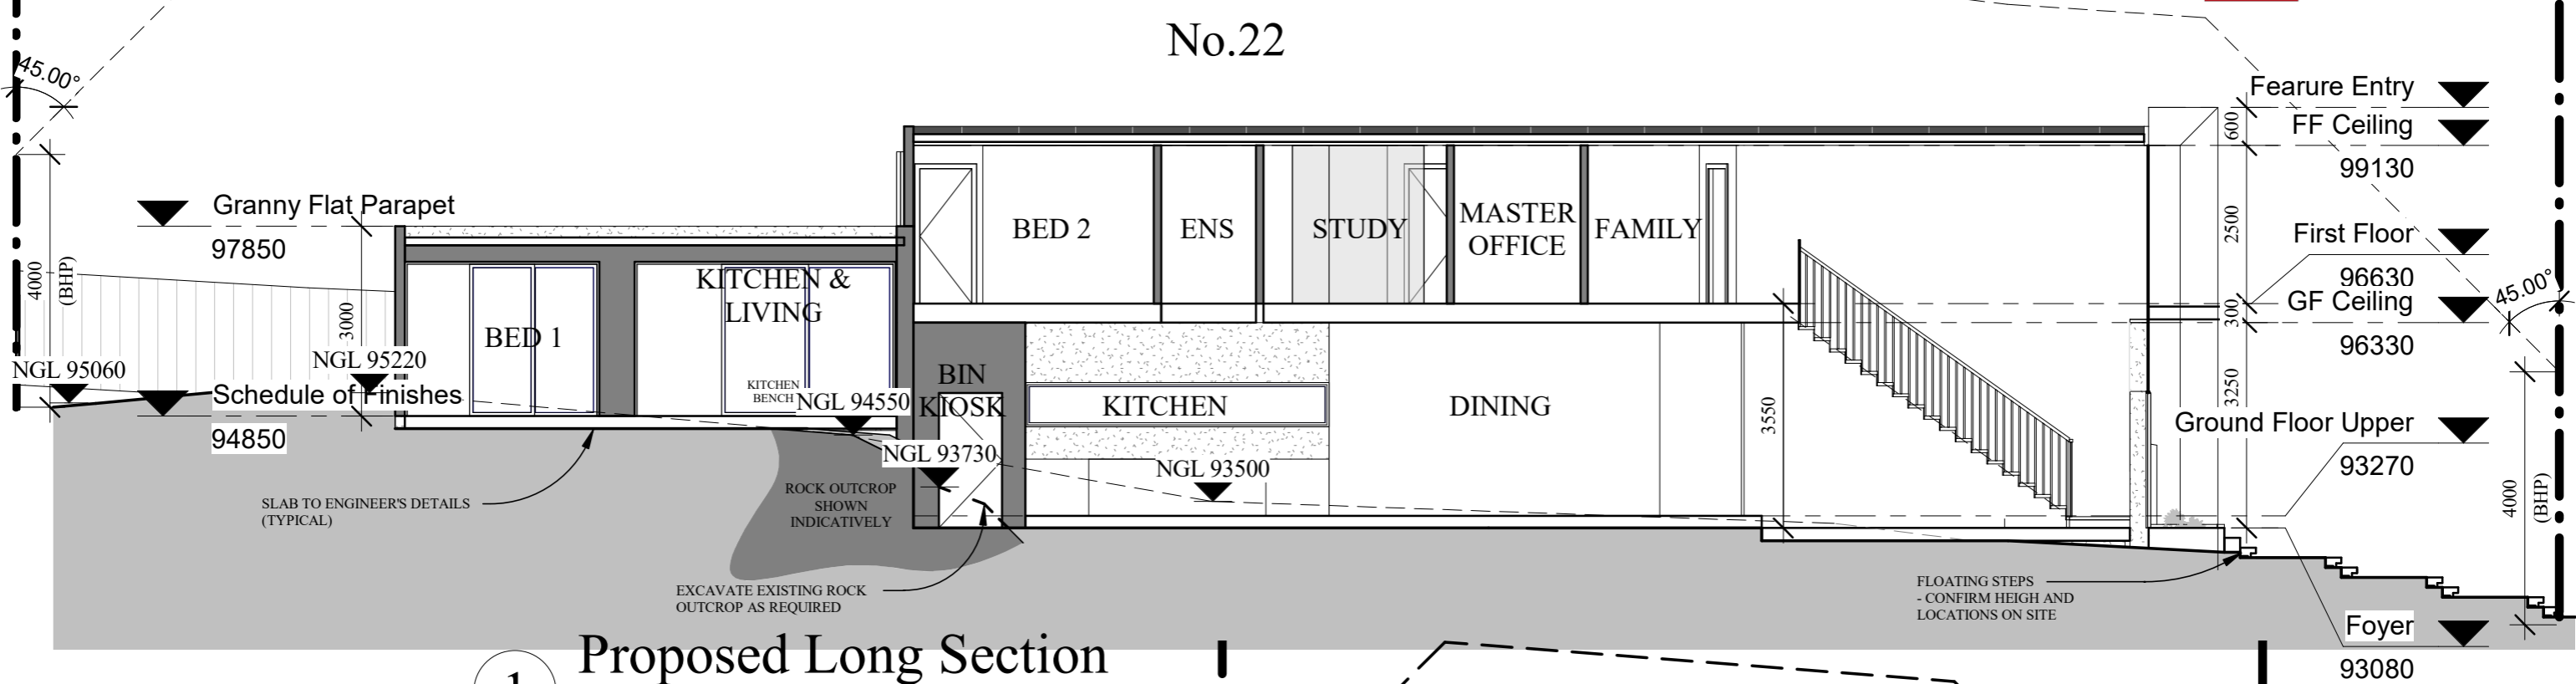 No.22
45.00°
Fearure Entry
600
FF Ceiling
99130
Granny Flat Parapet
97850
4000
(BHP)
3000
BED 1
KITCHEN &
LIVING
KITCHEN
BENCH
BED 2
ENS
STUDY
MASTER
OFFICE
FAMILY
2500
First Floor
96630
300
GF Ceiling
96330
45.00°
NGL 95060
NGL 95220
Schedule of Finishes
94850
NGL 94550
BIN
KIOSK
KITCHEN
DINING
3550
3250
Ground Floor Upper
93270
NGL 93730
NGL 93500
4000
(BHP)
SLAB TO ENGINEER'S DETAILS
(TYPICAL)
ROCK OUTCROP
SHOWN
INDICATIVELY
EXCAVATE EXISTING ROCK
OUTCROP AS REQUIRED
FLOATING STEPS
- CONFIRM HEIGH AND
LOCATIONS ON SITE
Foyer
93080
1
Proposed Long Section